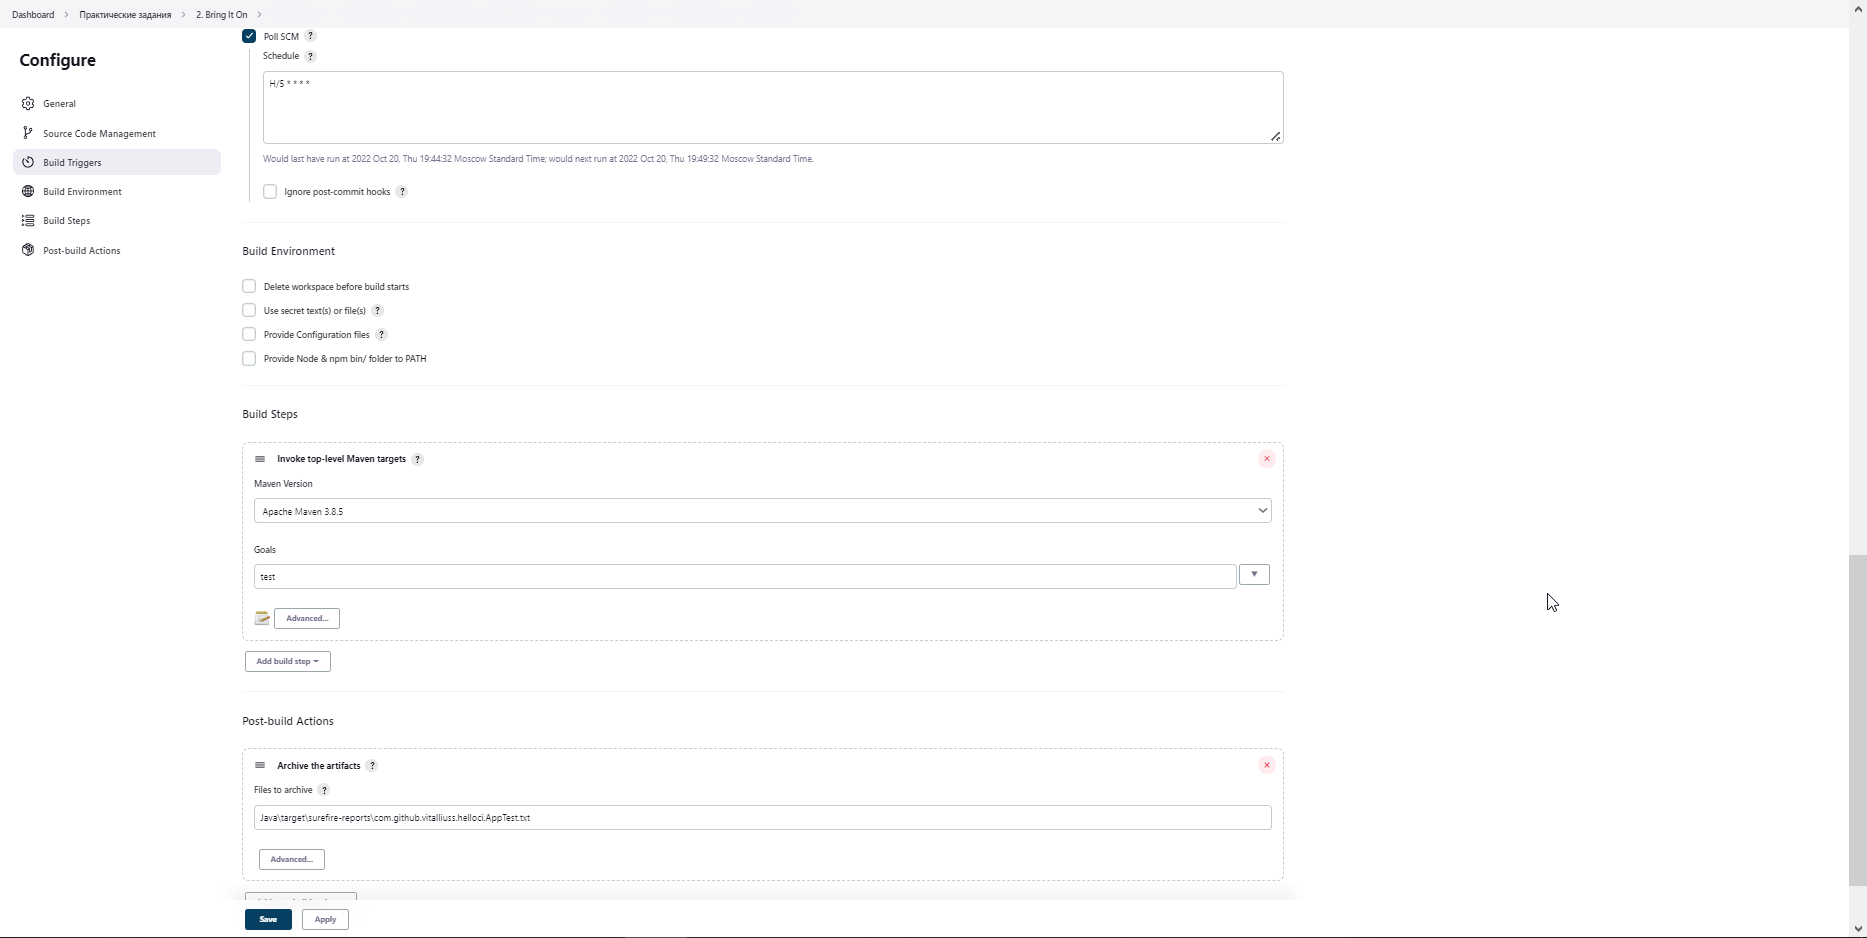 Dashboard > Практические задания > 2. Bring It On >
Configure
General
Source Code Management
Build Triggers
Build Environment
Build Steps
Post-build Actions
Poll SCM ?
Schedule ?
H/5 * * * *
Would last have run at 2022 Oct 20, Thu 19:44:32 Moscow Standard Time; would next run at 2022 Oct 20, Thu 19:49:32 Moscow Standard Time.
Ignore post-commit hooks ?
Build Environment
Delete workspace before build starts
Use secret text(s) or file(s) ?
Provide Configuration files ?
Provide Node & npm bin/ folder to PATH
Build Steps
Invoke top-level Maven targets ?
Maven Version
Apache Maven 3.8.5
Goals
test
Advanced...
Add build step
Post-build Actions
Archive the artifacts ?
Files to archive ?
Java\target\surefire-reports\com.github.vitalliuss.helloci.AppTest.txt
Advanced...
Save Apply